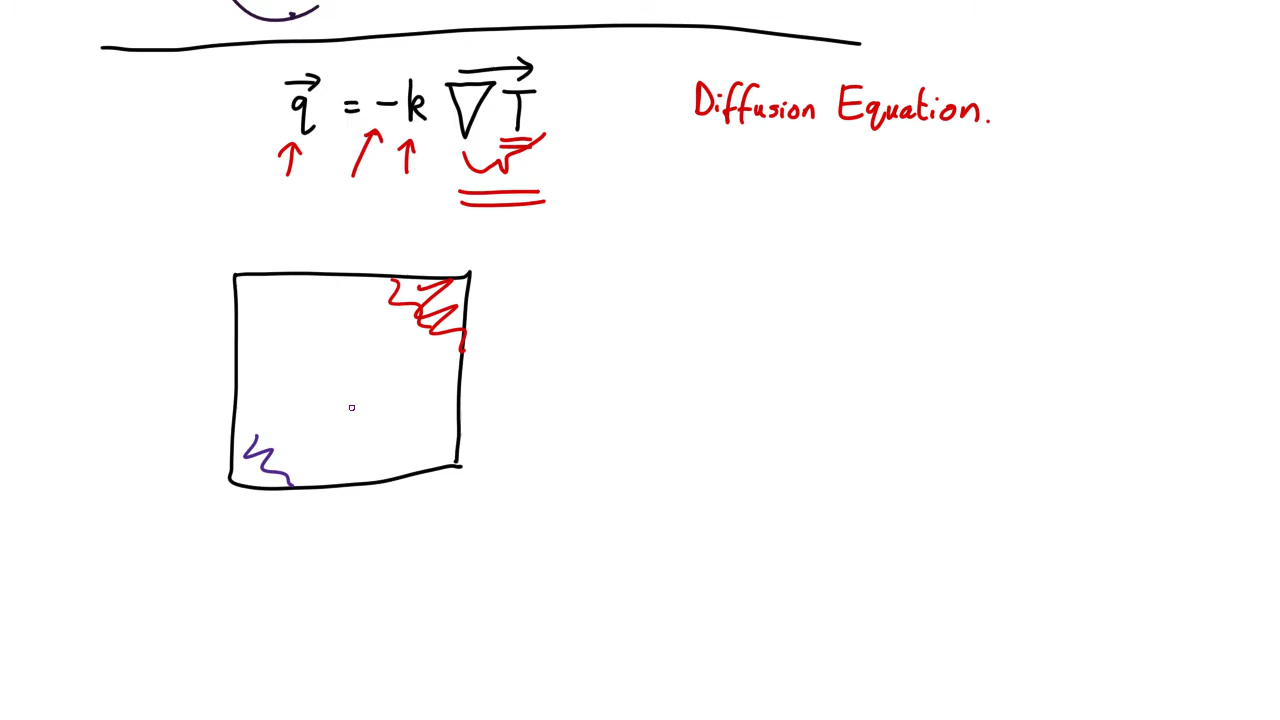 q⃗ = -k ∇T⃗
Diffusion Equation.